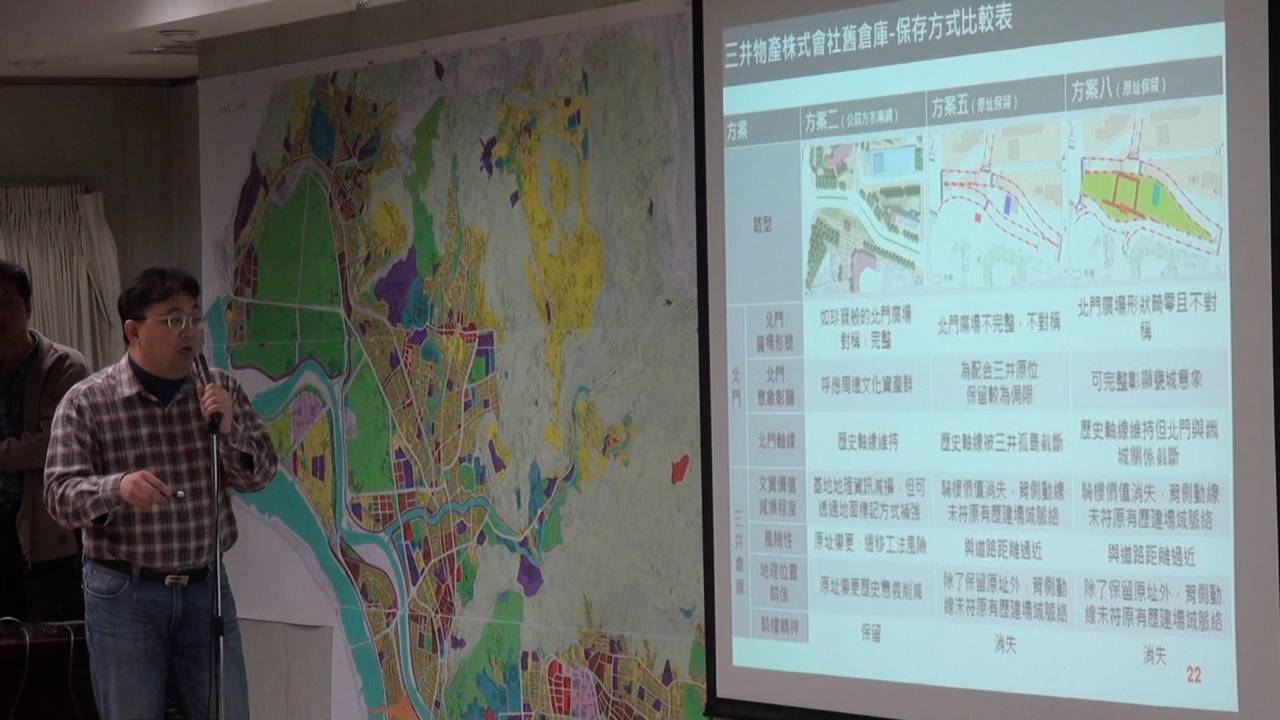 三井物產株式會社舊倉庫-保存方式比較表
方案 方案二(公辦方案兩調) 方案五(原址保留) 方案八(原址保留)
路型
北門
北門 廣場形塑 如珍寶般的北門廣場 對稱、完整 北門廣場不完整，不對稱 北門廣場形狀畸零且不對稱
北門 意象彰顯 呼應周邊文化資產群 為配合三井原位 保留較為侷限 可完整彰顯甕城意象
北門軸線 歷史軸線維持 歷史軸線被三井孤島截斷 歷史軸線維持但北門與城關係截斷
三井倉庫
文資價值 減損程度 基地地理資訊減損，但可 透過地面標記方式補強 騎樓價值消失，背側動線 未符原有歷建場域脈絡 騎樓價值消失，背側動線 未符原有歷建場域脈絡
風險性 原址變更、遷移工法風險 與道路距離過近 與道路距離過近
地理位置 關係 原址變更歷史意義削減 除了保留原址外，背側動 線未符原有歷建場域脈絡 除了保留原址外，背側動 線未符原有歷建場域脈絡
騎樓精神 保留 消失 消失
22